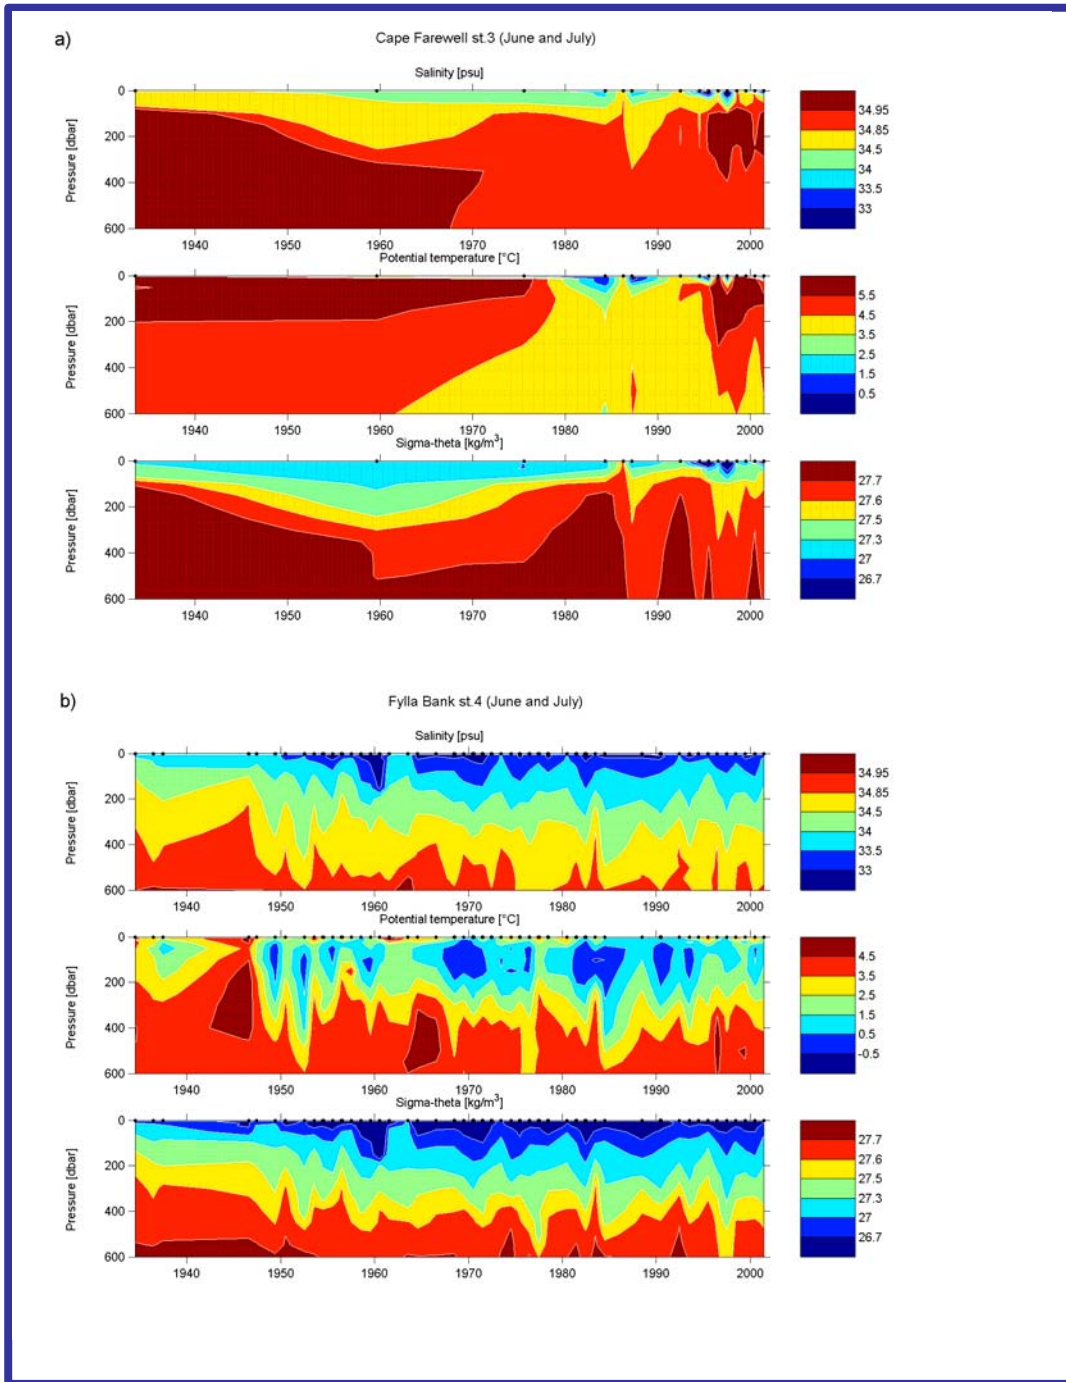 a)
Cape Farewell st.3 (June and July)
Salinity [psu]
Pressure [dbar]
0
200
400
600
1940 1950 1960 1970 1980 1990 2000
34.95
34.85
34.5
34
33.5
33
Potential temperature [°C]
Pressure [dbar]
0
200
400
600
1940 1950 1960 1970 1980 1990 2000
5.5
4.5
3.5
2.5
1.5
0.5
Sigma-theta [kg/m³]
Pressure [dbar]
0
200
400
600
1940 1950 1960 1970 1980 1990 2000
27.7
27.6
27.5
27.3
27
26.7
b)
Fylla Bank st.4 (June and July)
Salinity [psu]
Pressure [dbar]
0
200
400
600
1940 1950 1960 1970 1980 1990 2000
34.95
34.85
34.5
34
33.5
33
Potential temperature [°C]
Pressure [dbar]
0
200
400
600
1940 1950 1960 1970 1980 1990 2000
4.5
3.5
2.5
1.5
0.5
-0.5
Sigma-theta [kg/m³]
Pressure [dbar]
0
200
400
600
1940 1950 1960 1970 1980 1990 2000
27.7
27.6
27.5
27.3
27
26.7